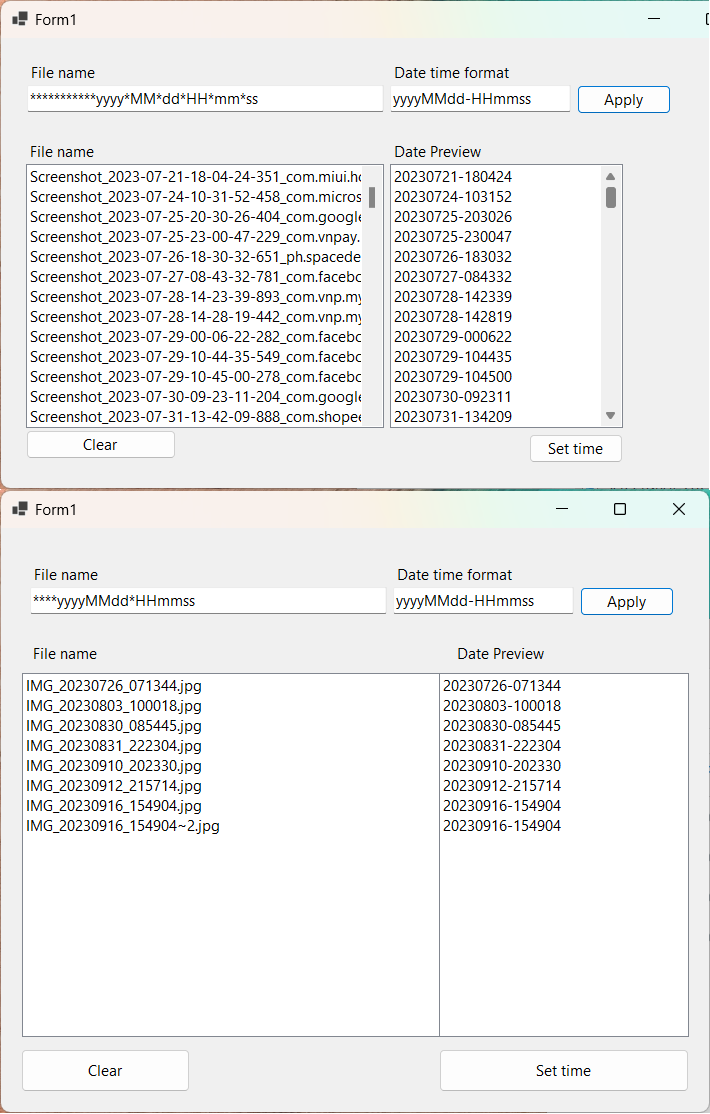 Form1
File name
Date time format
***********yyyy*MM*dd*HH*mm*ss
yyyyMMdd-HHmmss
Apply
File name
Date Preview
Screenshot_2023-07-21-18-04-24-351_com.miui.hc
20230721-180424
Screenshot_2023-07-24-10-31-52-458_com.micros
20230724-103152
Screenshot_2023-07-25-20-30-26-404_com.google
20230725-203026
Screenshot_2023-07-25-23-00-47-229_com.vnpay.
20230725-230047
Screenshot_2023-07-26-18-30-32-651_ph.spacede
20230726-183032
Screenshot_2023-07-27-08-43-32-781_com.facebc
20230727-084332
Screenshot_2023-07-28-14-23-39-893_com.vnp.my
20230728-142339
Screenshot_2023-07-28-14-28-19-442_com.vnp.my
20230728-142819
Screenshot_2023-07-29-00-06-22-282_com.facebc
20230729-000622
Screenshot_2023-07-29-10-44-35-549_com.facebc
20230729-104435
Screenshot_2023-07-29-10-45-00-278_com.facebc
20230729-104500
Screenshot_2023-07-30-09-23-11-204_com.google
20230730-092311
Screenshot_2023-07-31-13-42-09-888_com.shopee
20230731-134209
Clear
Set time
Form1
File name
Date time format
****yyyyMMdd*HHmmss
yyyyMMdd-HHmmss
Apply
File name
Date Preview
IMG_20230726_071344.jpg
20230726-071344
IMG_20230803_100018.jpg
20230803-100018
IMG_20230830_085445.jpg
20230830-085445
IMG_20230831_222304.jpg
20230831-222304
IMG_20230910_202330.jpg
20230910-202330
IMG_20230912_215714.jpg
20230912-215714
IMG_20230916_154904.jpg
20230916-154904
IMG_20230916_154904~2.jpg
20230916-154904
Clear
Set time